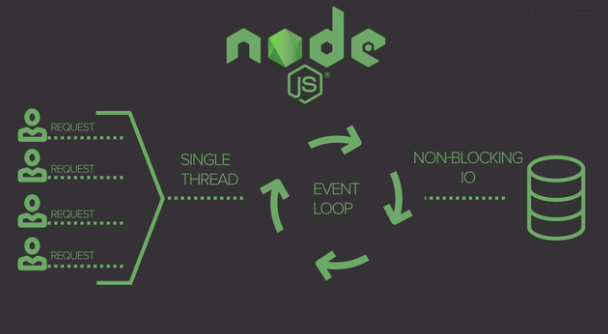 node
JS®
REQUEST
REQUEST
REQUEST
REQUEST
SINGLE
THREAD
EVENT
LOOP
NON-BLOCKING
IO